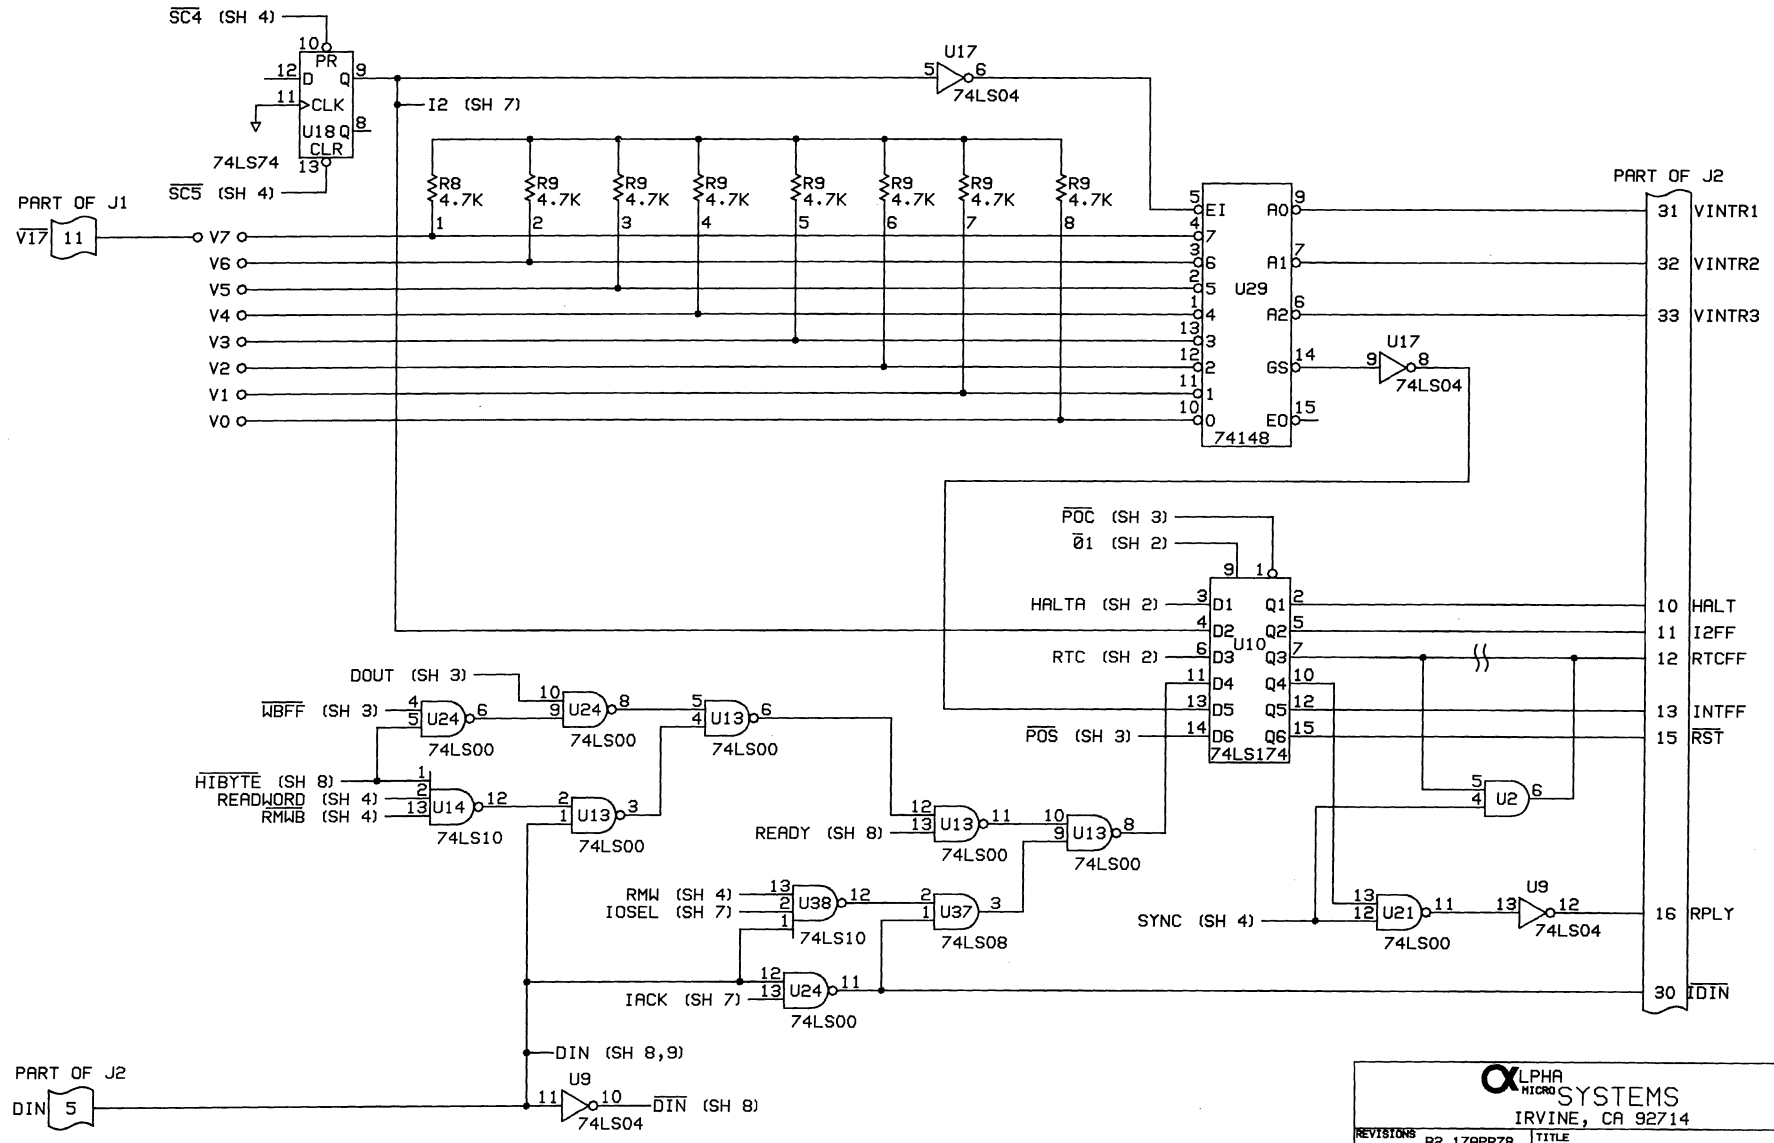 S̅C̅4̅ (SH 4)
10
PR
12 D Q 9
11 CLK
U18 Q 8
CLR
74LS74 13
S̅C̅5̅ (SH 4)
I2 (SH 7)
U17
5 6
74LS04
R8 4.7K 1
R9 4.7K 2
R9 4.7K 3
R9 4.7K 4
R9 4.7K 5
R9 4.7K 6
R9 4.7K 7
R9 4.7K 8
PART OF J1
V̅1̅7̅ 11
V7
V6
V5
V4
V3
V2
V1
V0
5 EI A0 9
4 7
3 6 A1 7
2 5 U29
1 4 A2 6
13 3
12 2 GS 14
11 1
10 0 EO 15
74148
U17
9 8
74LS04
PART OF J2
31 VINTR1
32 VINTR2
33 VINTR3
P̅O̅C̅ (SH 3)
0̅1 (SH 2)
9 1
HALTA (SH 2) 3 D1 Q1 2
4 D2 Q2 5
U10
RTC (SH 2) 6 D3 Q3 7
11 D4 Q4 10
13 D5 Q5 12
P̅O̅S̅ (SH 3) 14 D6 Q6 15
74LS174
10 HALT
11 I2FF
12 RTCFF
13 INTFF
15 R̅S̅T̅
DOUT (SH 3)
W̅B̅F̅F̅ (SH 3) 4
5 U24 6
74LS00
10 9 U24 8
74LS00
5 4 U13 6
74LS00
H̅I̅B̅Y̅T̅E̅ (SH 8) 1
READWORD (SH 4) 2
R̅M̅W̅B̅ (SH 4) 13
U14 12
74LS10
2 1 U13 3
74LS00
READY (SH 8)
12 13 U13 11
74LS00
10 9 U13 8
74LS00
5 4 U2 6
RMW (SH 4) 13
IOSEL (SH 7) 2
1 U38 12
74LS10
2 1 U37 3
74LS08
SYNC (SH 4)
13 12 U21 11
74LS00
U9
13 12
74LS04
16 RPLY
IACK (SH 7)
12 13 U24 11
74LS00
30 I̅D̅I̅N̅
DIN (SH 8,9)
PART OF J2
DIN 5
U9
11 10
74LS04
D̅I̅N̅ (SH 8)
ALPHA
MICRO SYSTEMS
IRVINE, CA 92714
REVISIONS B2 17APR78 TITLE